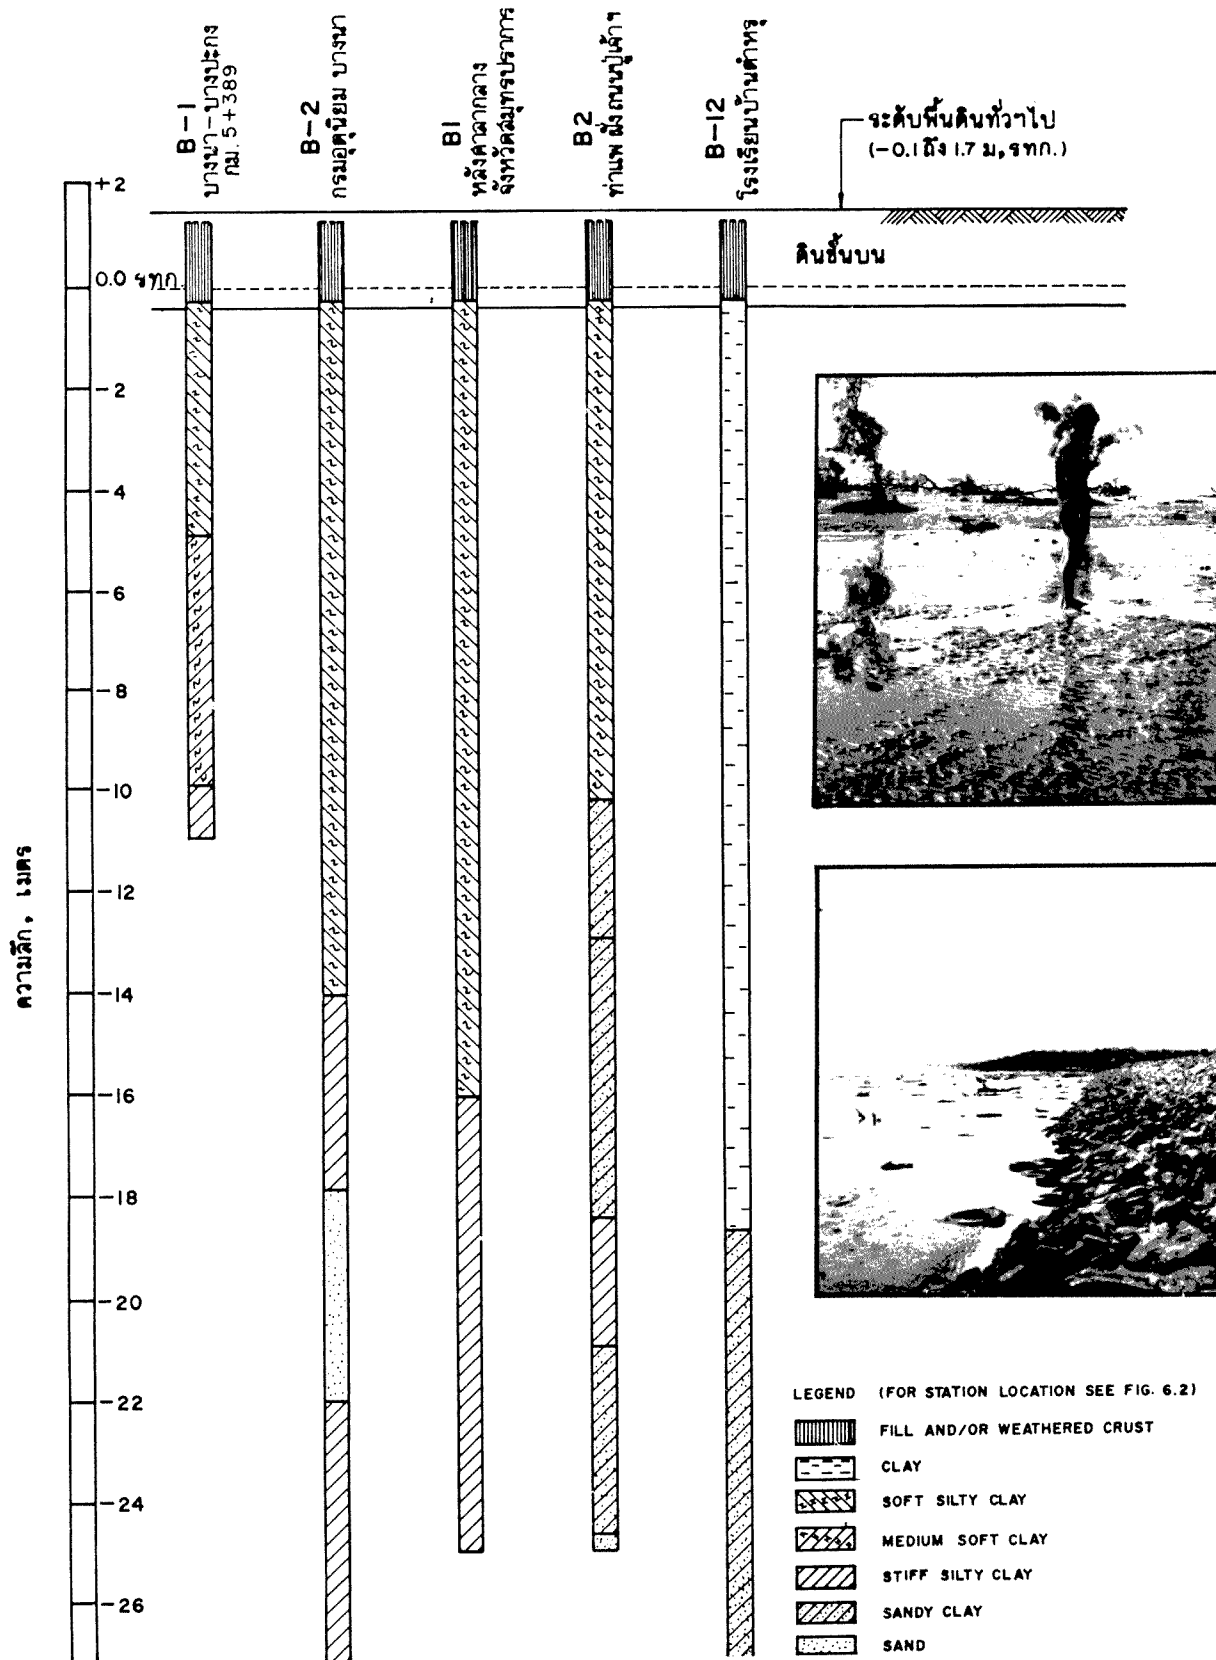 B-1
บางนา-บางปะกง
กม. 5+389
B-2
กรมอุตุนิยม บางนา
B1
หลังศาลากลาง
จังหวัดสมุทรปราการ
B2
ท่าแพ ฝั่งถนนปู่เจ้าฯ
B-12
โรงเรียนบ้านตำหรุ
ระดับพื้นดินทั่วๆไป
(-0.1 ถึง 1.7 ม, รทก.)
ดินชั้นบน
+2
0.0 รทก.
-2
-4
-6
-8
-10
-12
-14
-16
-18
-20
-22
-24
-26
ความลึก, เมตร
LEGEND (FOR STATION LOCATION SEE FIG. 6.2)
FILL AND/OR WEATHERED CRUST
CLAY
SOFT SILTY CLAY
MEDIUM SOFT CLAY
STIFF SILTY CLAY
SANDY CLAY
SAND